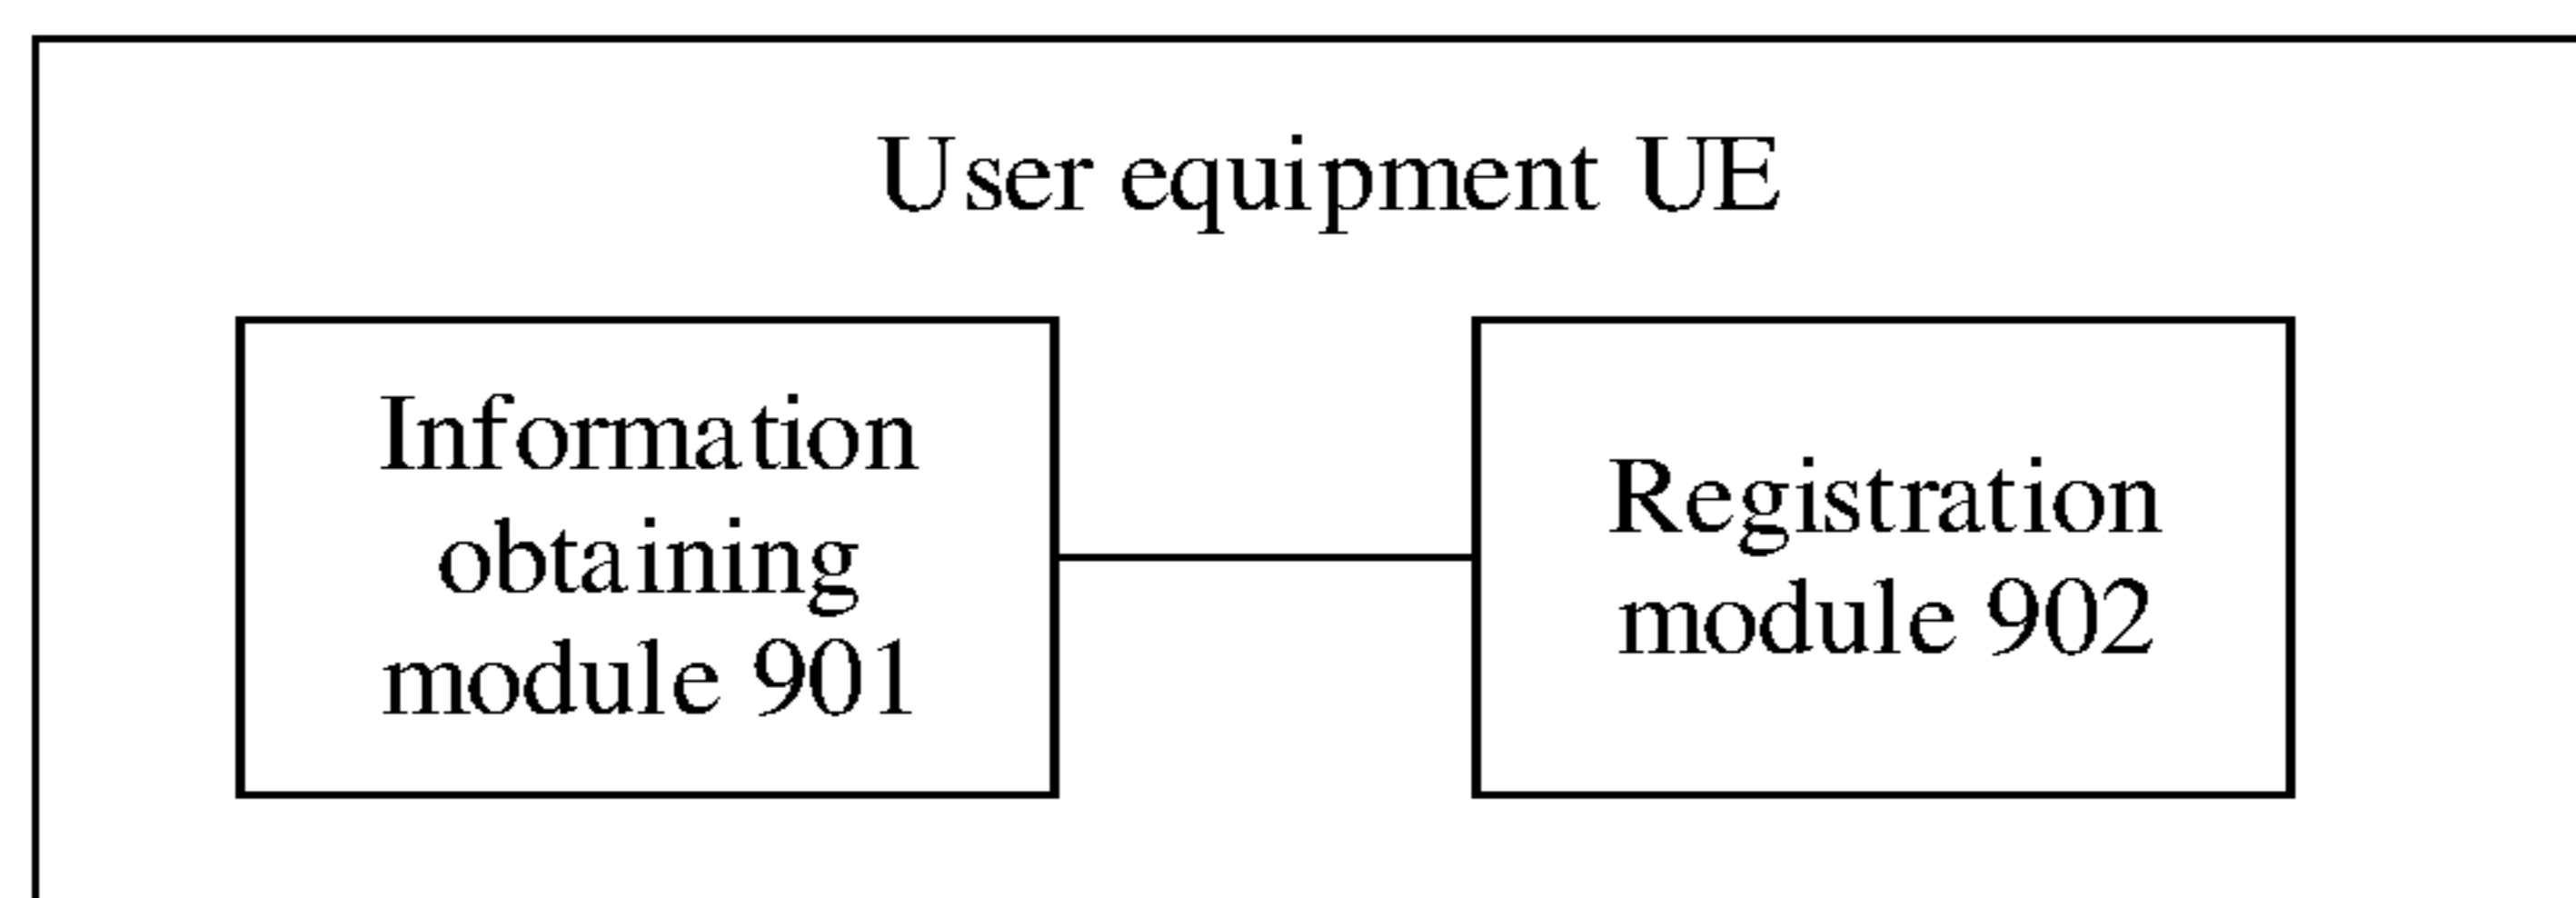 User equipment UE
Information
obtaining
module 901
Registration
module 902